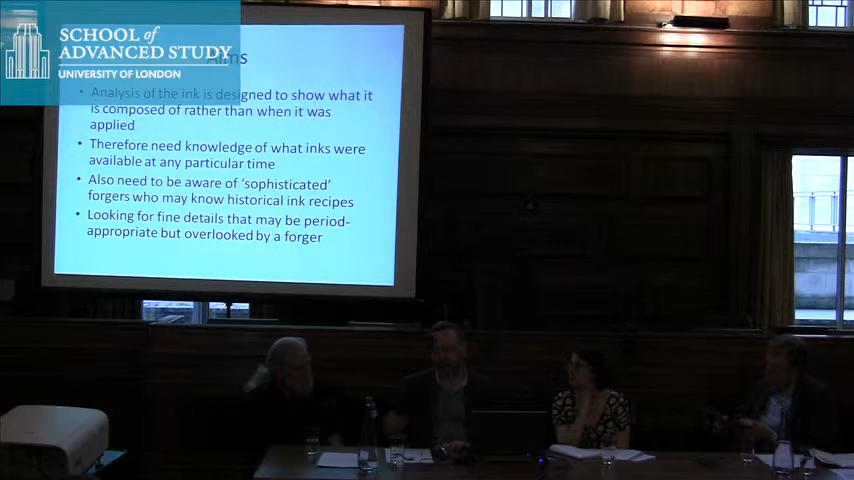 SCHOOL of
ADVANCED STUDY
UNIVERSITY OF LONDON
Aims
• Analysis of the ink is designed to show what it
is composed of rather than when it was
applied
• Therefore need knowledge of what inks were
available at any particular time
• Also need to be aware of ‘sophisticated’
forgers who may know historical ink recipes
• Looking for fine details that may be period-
appropriate but overlooked by a forger